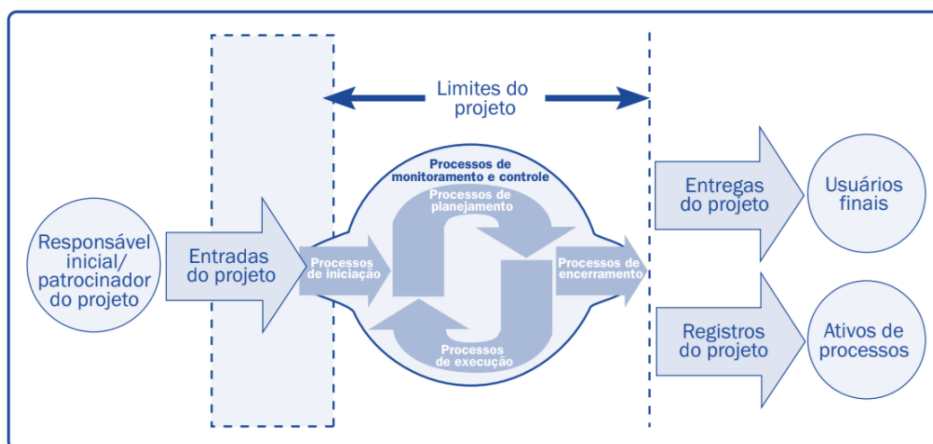 Limites do
projeto
Processos de
monitoramento e controle
Processos de
planejamento
Responsável
inicial/
patrocinador
do projeto
Entradas
do projeto
Processos
de iniciação
Processos de
encerramento
Processos
de execução
Entregas
do projeto
Usuários
finais
Registros
do projeto
Ativos de
processos